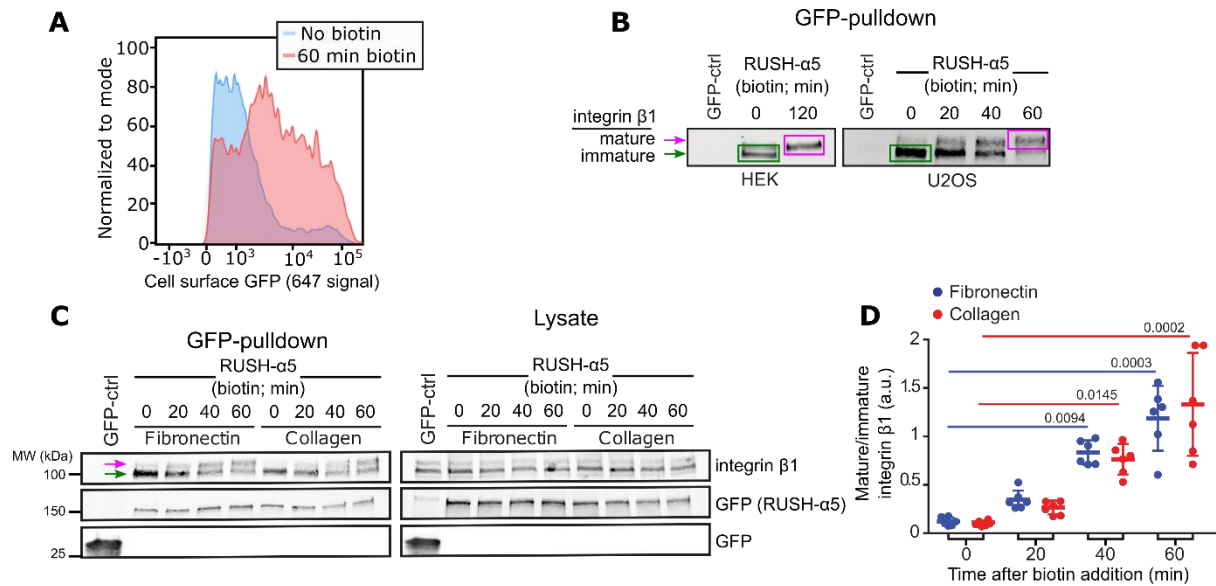 A
No biotin
60 min biotin
100
80
60
40
20
0
Normalized to mode
-10³ 0 10³ 10⁴ 10⁵
Cell surface GFP (647 signal)
B
GFP-pulldown
GFP-ctrl
RUSH-α5
(biotin; min)
0 120
GFP-ctrl
RUSH-α5
(biotin; min)
0 20 40 60
integrin β1
mature
immature
HEK
U2OS
C
GFP-pulldown
RUSH-α5
(biotin; min)
GFP-ctrl
0 20 40 60 0 20 40 60
Fibronectin Collagen
Lysate
RUSH-α5
(biotin; min)
GFP-ctrl
0 20 40 60 0 20 40 60
Fibronectin Collagen
MW (kDa)
100
150
25
integrin β1
GFP (RUSH-α5)
GFP
D
Fibronectin
Collagen
0.0002
0.0003
0.0145
0.0094
2
1.5
1
0.5
0
Mature/immature
integrin β1 (a.u.)
0 20 40 60
Time after biotin addition (min)